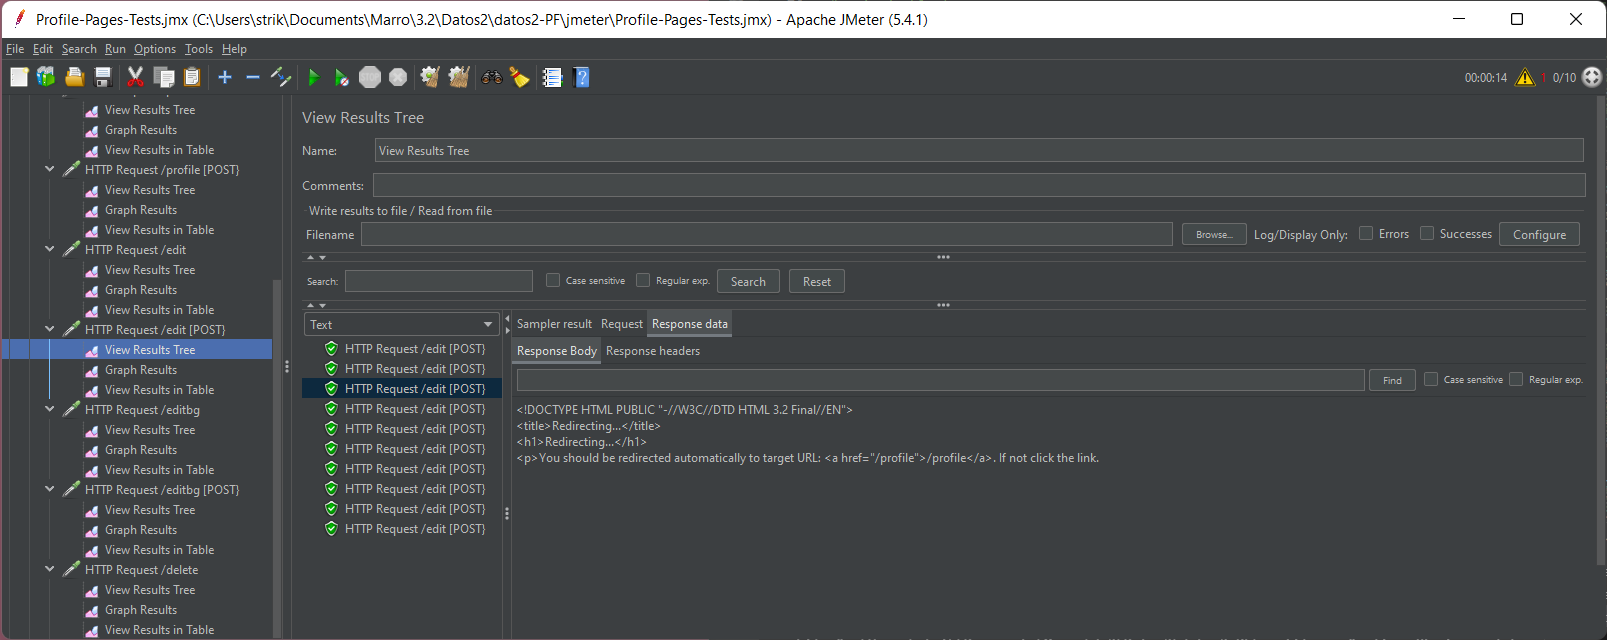 Profile-Pages-Tests.jmx (C:\Users\strik\Documents\Marro\3.2\Datos2\datos2-PF\jmeter\Profile-Pages-Tests.jmx) - Apache JMeter (5.4.1)
File Edit Search Run Options Tools Help
STOP
00:00:14 1 0/10
View Results Tree
Graph Results
View Results in Table
HTTP Request /profile [POST}
View Results Tree
Graph Results
View Results in Table
HTTP Request /edit
View Results Tree
Graph Results
View Results in Table
HTTP Request /edit [POST}
View Results Tree
Graph Results
View Results in Table
HTTP Request /editbg
View Results Tree
Graph Results
View Results in Table
HTTP Request /editbg [POST}
View Results Tree
Graph Results
View Results in Table
HTTP Request /delete
View Results Tree
Graph Results
View Results in Table
View Results Tree
Name: View Results Tree
Comments:
Write results to file / Read from file
Filename Browse... Log/Display Only: Errors Successes Configure
Search: Case sensitive Regular exp. Search Reset
Text
HTTP Request /edit [POST}
HTTP Request /edit [POST}
HTTP Request /edit [POST}
HTTP Request /edit [POST}
HTTP Request /edit [POST}
HTTP Request /edit [POST}
HTTP Request /edit [POST}
HTTP Request /edit [POST}
HTTP Request /edit [POST}
HTTP Request /edit [POST}
Sampler result Request Response data
Response Body Response headers
Find Case sensitive Regular exp.
<!DOCTYPE HTML PUBLIC "-//W3C//DTD HTML 3.2 Final//EN">
<title>Redirecting...</title>
<h1>Redirecting...</h1>
<p>You should be redirected automatically to target URL: <a href="/profile">/profile</a>. If not click the link.